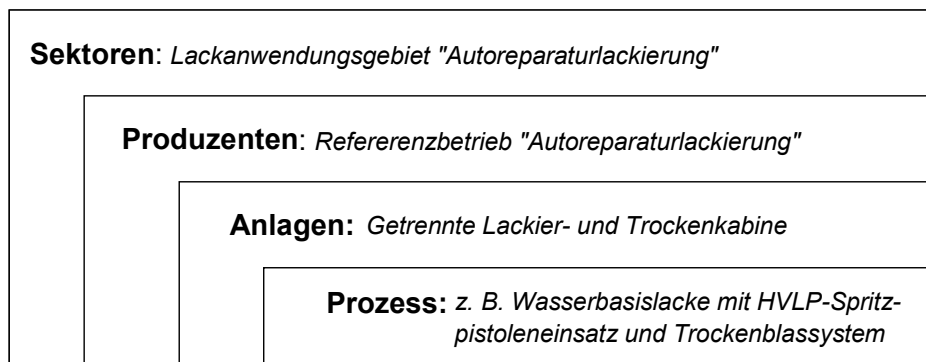 Sektoren: Lackanwendungsgebiet "Autoreparaturlackierung"
Produzenten: Refererenzbetrieb "Autoreparaturlackierung"
Anlagen: Getrennte Lackier- und Trockenkabine
Prozess: z. B. Wasserbasislacke mit HVLP-Spritz-
pistoleneinsatz und Trockenblassystem